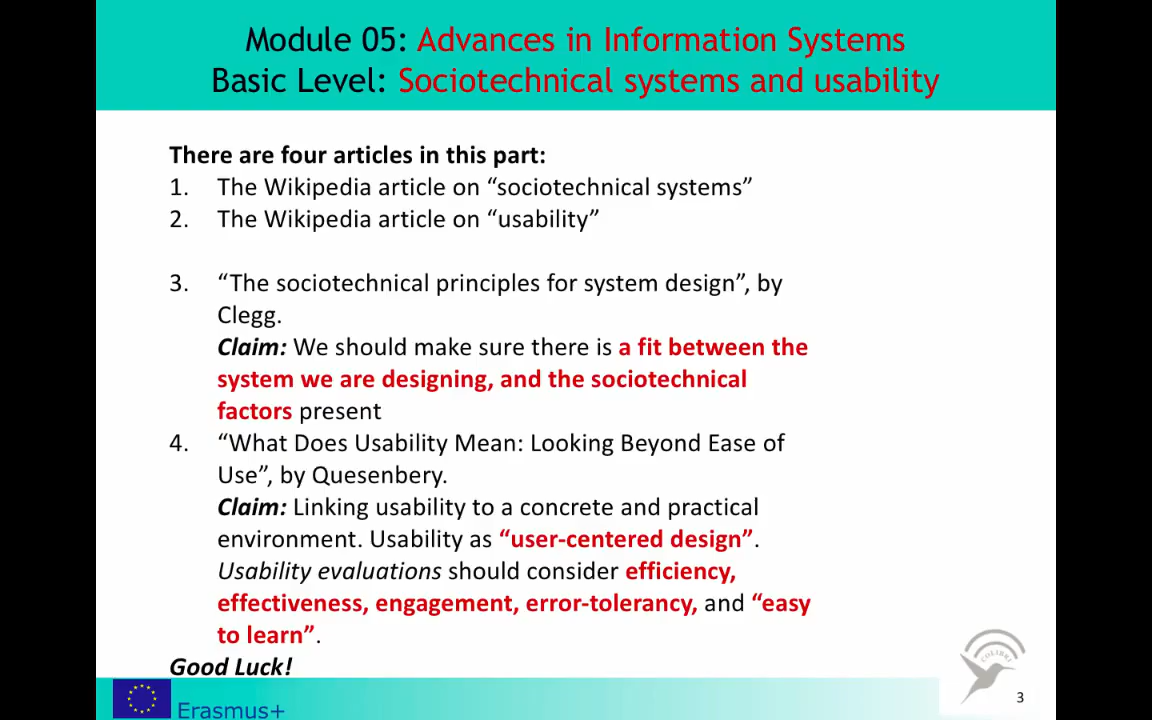 Module 05: Advances in Information Systems
Basic Level: Sociotechnical systems and usability
There are four articles in this part:
1. The Wikipedia article on “sociotechnical systems”
2. The Wikipedia article on “usability”
3. “The sociotechnical principles for system design”, by
Clegg.
Claim: We should make sure there is a fit between the
system we are designing, and the sociotechnical
factors present
4. “What Does Usability Mean: Looking Beyond Ease of
Use”, by Quesenbery.
Claim: Linking usability to a concrete and practical
environment. Usability as “user-centered design”.
Usability evaluations should consider efficiency,
effectiveness, engagement, error-tolerancy, and “easy
to learn”.
Good Luck!
COLIBRI
3
Erasmus+